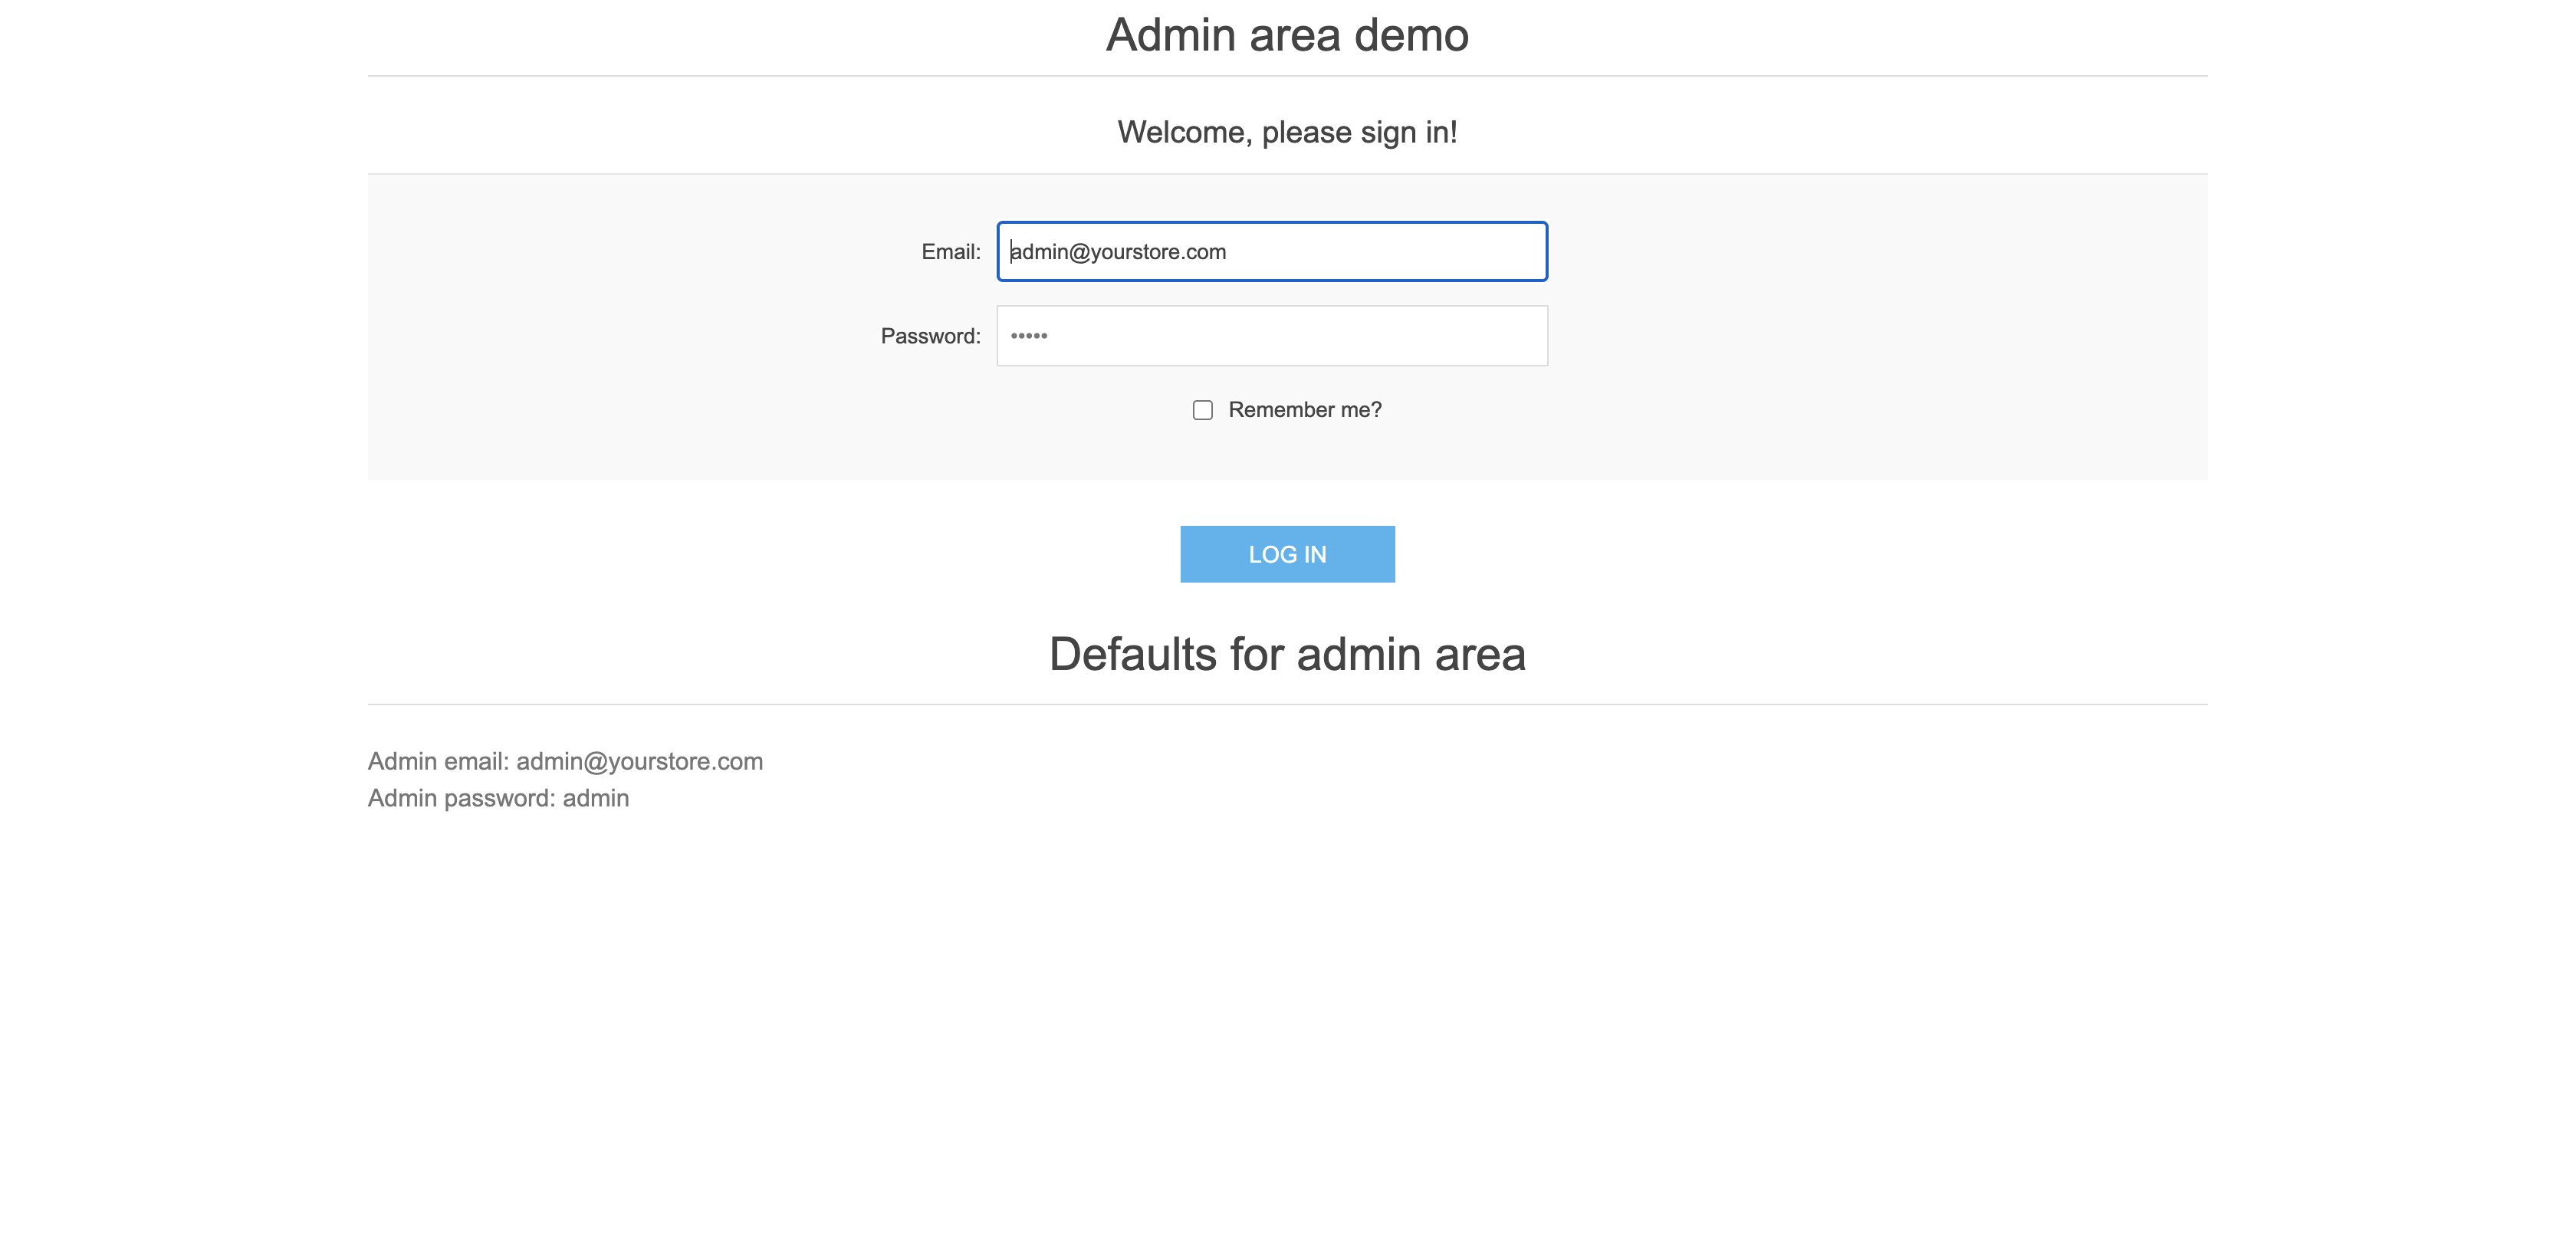 Admin area demo
Welcome, please sign in!
Email: admin@yourstore.com
Password: •••••
Remember me?
LOG IN
Defaults for admin area
Admin email: admin@yourstore.com
Admin password: admin